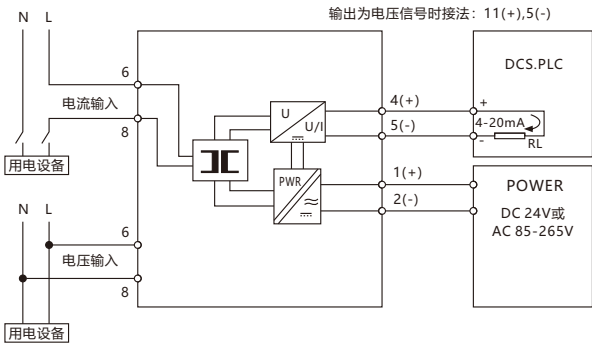 输出为电压信号时接法：11(+),5(-)
N L
6
电流输入
8
用电设备
N L
6
电压输入
8
用电设备
U
U/I
PWR
4(+)
5(-)
1(+)
2(-)
DCS.PLC
+
4-20mA
-
RL
POWER
DC 24V或
AC 85-265V